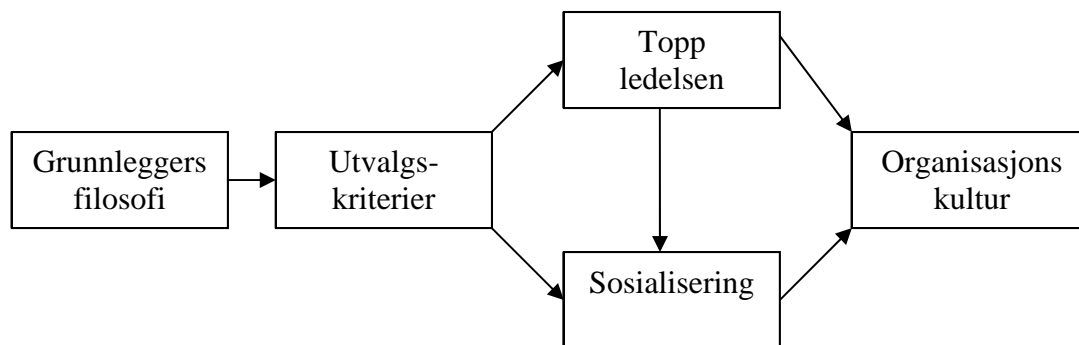 Grunnleggers
filosofi
Utvalgs-
kriterier
Topp
ledelsen
Sosialisering
Organisasjons
kultur